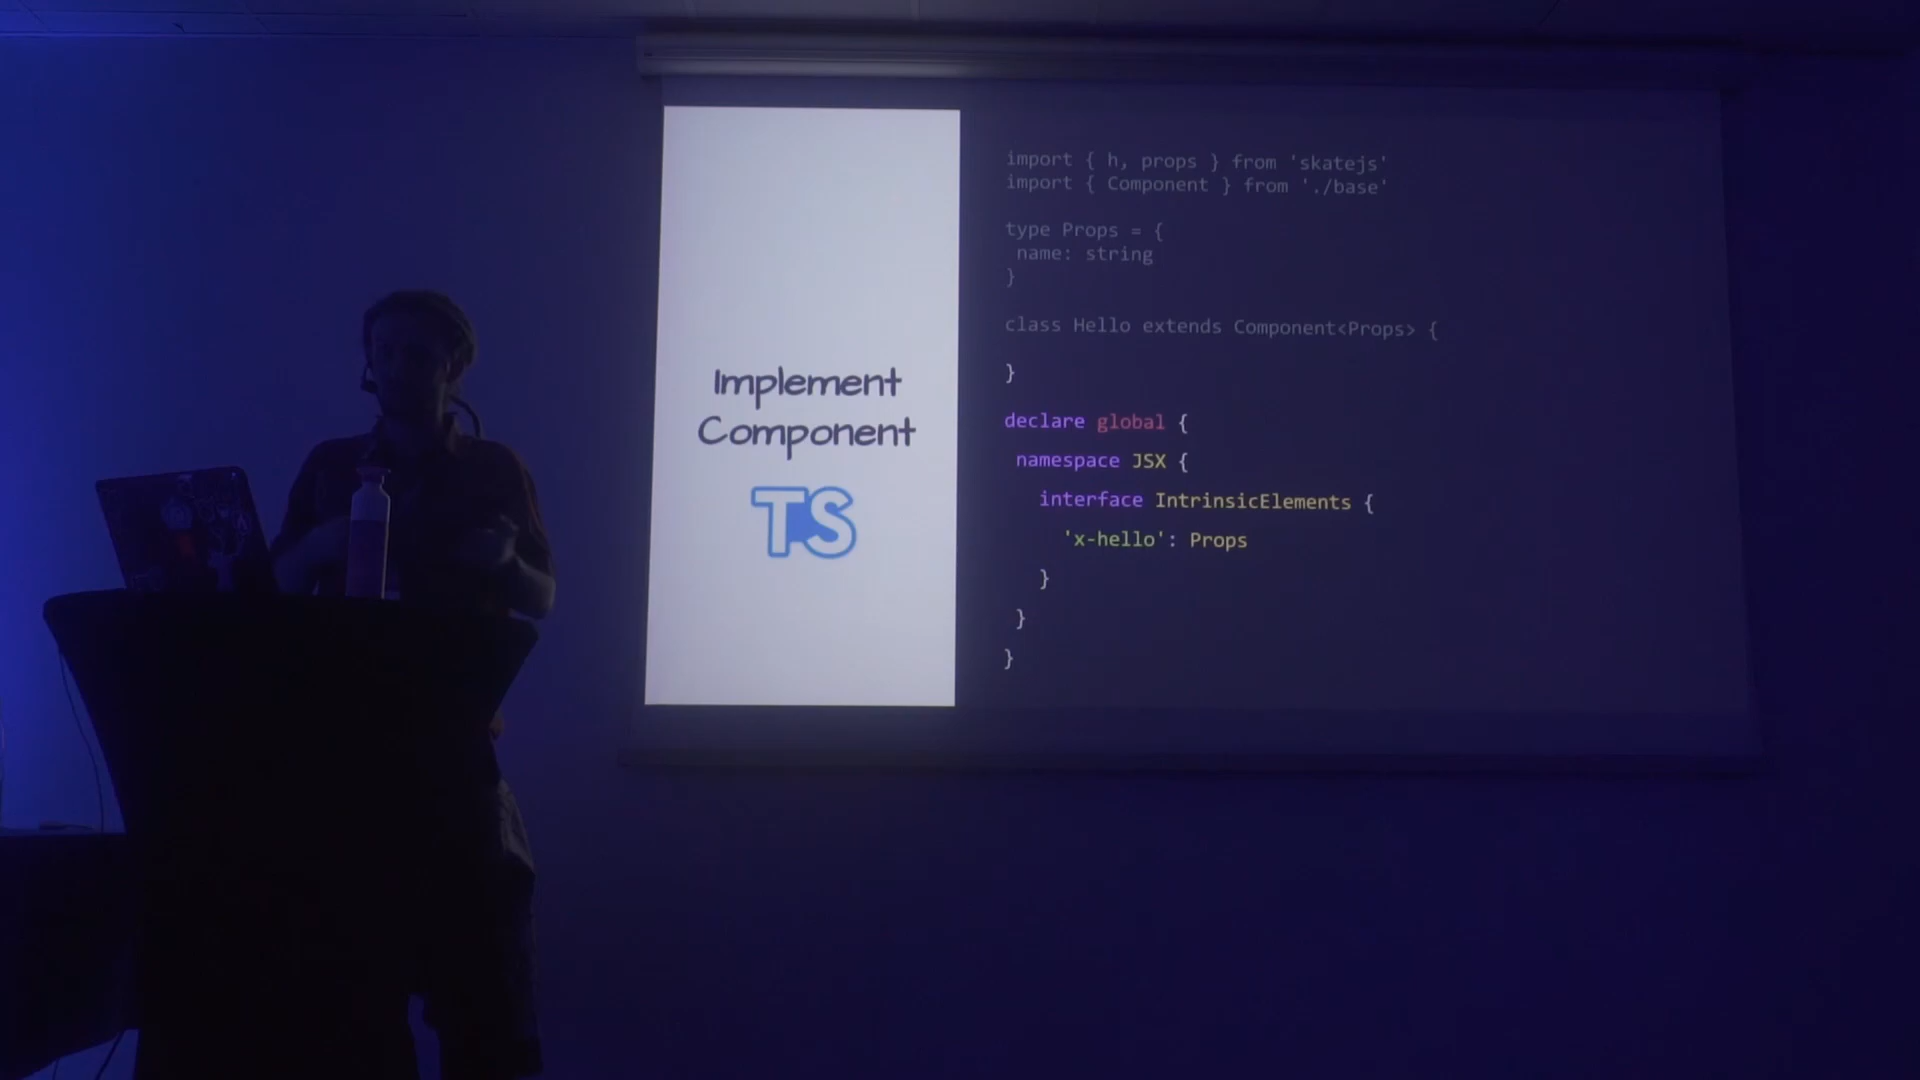 Implement
Component
TS
import { h, props } from 'skatejs'
import { Component } from './base'
type Props = {
name: string
}
class Hello extends Component<Props> {
}
declare global {
namespace JSX {
interface IntrinsicElements {
'x-hello': Props
}
}
}